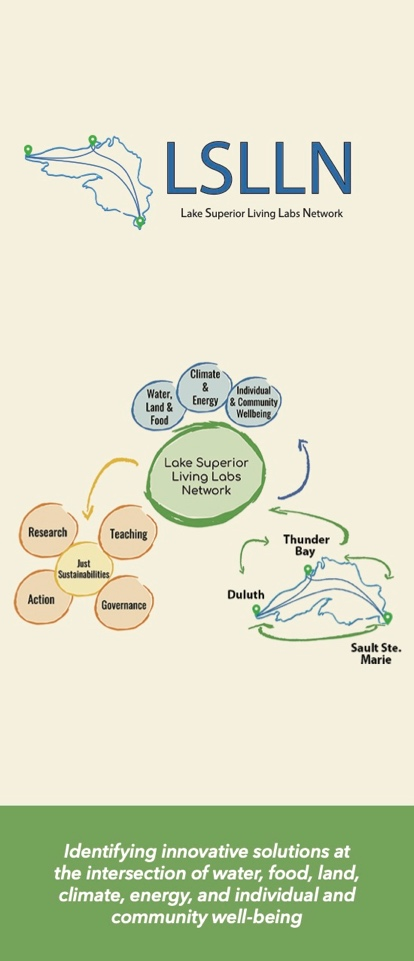 LSLLN
Lake Superior Living Labs Network
Climate
&
Energy
Water,
Land &
Food
Individual
& Community
Wellbeing
Lake Superior
Living Labs
Network
Research
Teaching
Just
Sustainabilities
Action
Governance
Thunder
Bay
Duluth
Sault Ste.
Marie
Identifying innovative solutions at
the intersection of water, food, land,
climate, energy, and individual and
community well-being